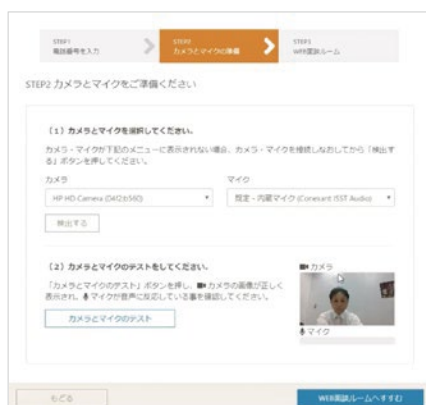 STEP1
電話番号を入力
STEP2
カメラとマイクの準備
STEP3
WEB面談ルーム
STEP2 カメラとマイクをご準備ください
(1) カメラとマイクを選択してください。
カメラ・マイクが下記のメニューに表示されない場合、カメラ・マイクを接続しなおしてから「検出す
る」ボタンを押してください。
カメラ
マイク
HP HD Camera (04f2:b560)
既定 - 内蔵マイク (Conexant ISST Audio)
検出する
(2) カメラとマイクのテストをしてください。
「カメラとマイクのテスト」ボタンを押し、カメラの画像が正しく
表示され、マイクが音声に反応している事を確認してください。
カメラとマイクのテスト
カメラ
マイク
もどる
WEB面談ルームへすすむ